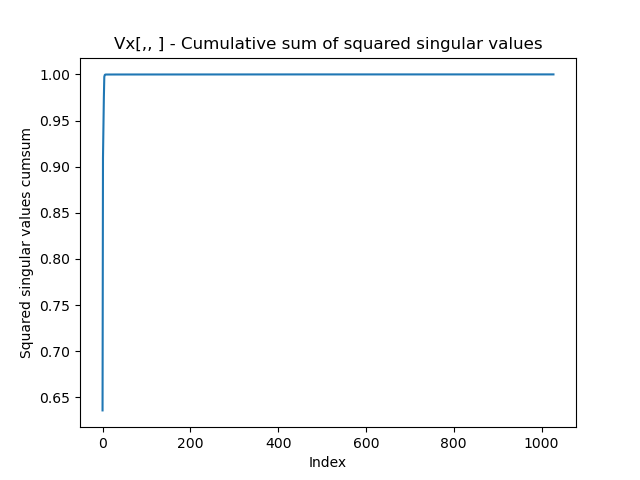 Vx[,, ] - Cumulative sum of squared singular values
1.00
0.95
0.90
0.85
0.80
0.75
0.70
0.65
Squared singular values cumsum
0 200 400 600 800 1000
Index